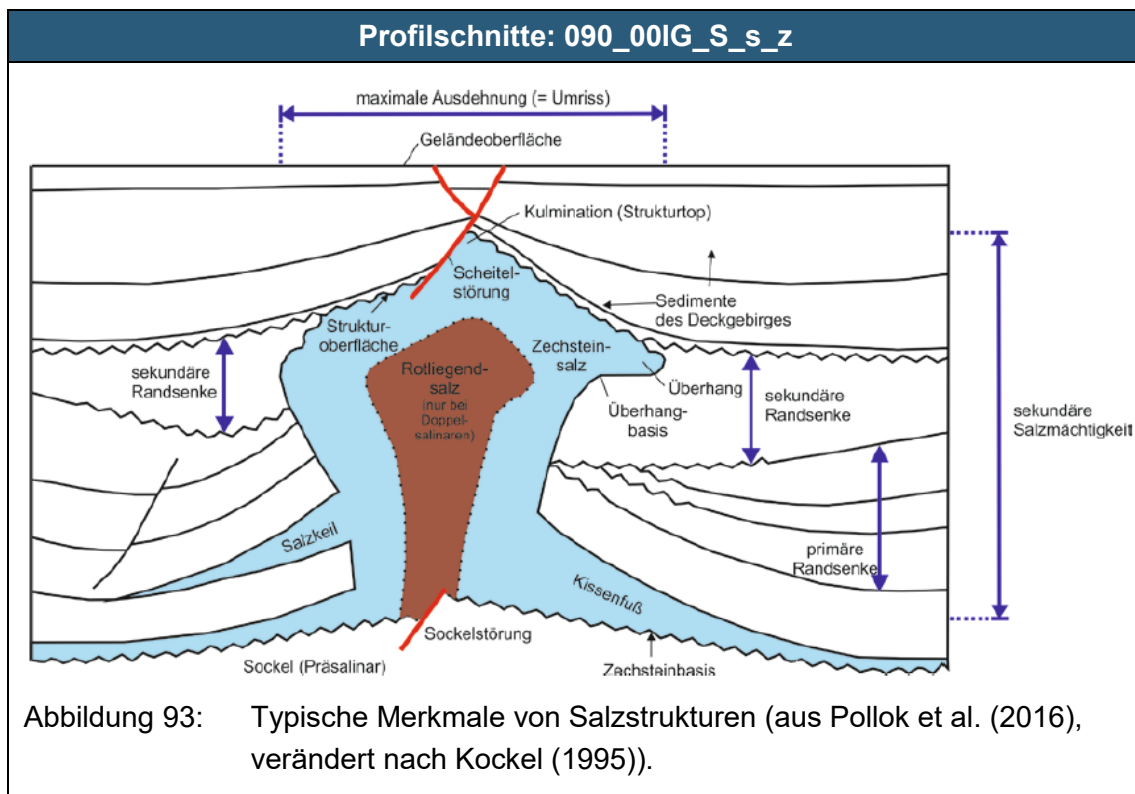 Profilschnitte: 090_00IG_S_s_z
maximale Ausdehnung (= Umriss)
Geländeoberfläche
Kulmination (Strukturtop)
Scheitel-
störung
Sedimente
des Deckgebirges
Struktur-
oberfläche
Zechstein-
salz
sekundäre
Randsenke
Rotliegend-
salz
(nur bei
Doppel-
salinaren)
Überhang
Überhang-
basis
sekundäre
Randsenke
sekundäre
Salzmächtigkeit
Salzkeil
primäre
Randsenke
Kissenfuß
Sockelstörung
Sockel (Präsalinar)
Zechsteinbasis
Abbildung 93: Typische Merkmale von Salzstrukturen (aus Pollok et al. (2016),
verändert nach Kockel (1995)).